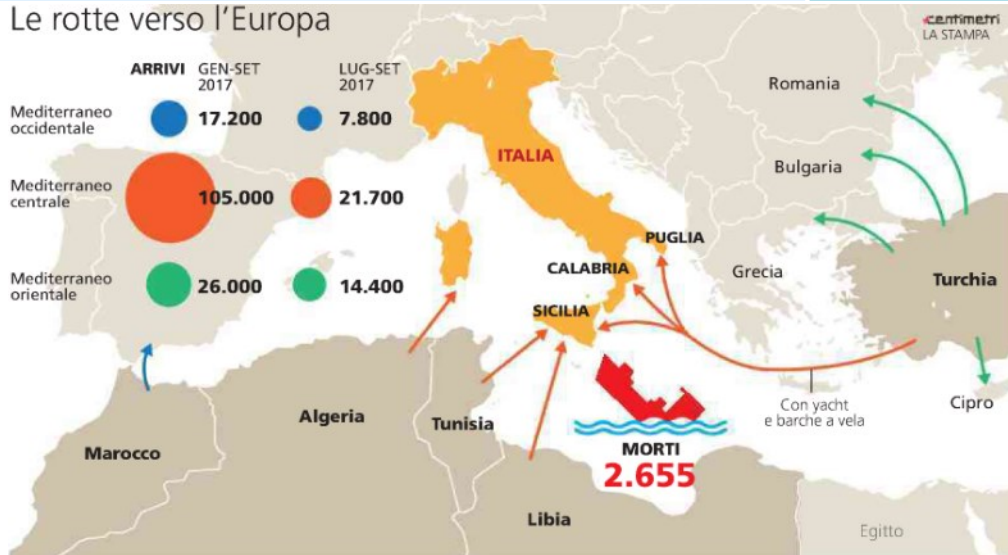 Le rotte verso l'Europa
centimetri
LA STAMPA
ARRIVI GEN-SET
2017
LUG-SET
2017
Mediterraneo
occidentale
17.200
7.800
Mediterraneo
centrale
105.000
21.700
Mediterraneo
orientale
26.000
14.400
Romania
ITALIA
Bulgaria
PUGLIA
CALABRIA
Grecia
Turchia
SICILIA
Con yacht
e barche a vela
Cipro
Algeria
Tunisia
Marocco
MORTI
2.655
Libia
Egitto